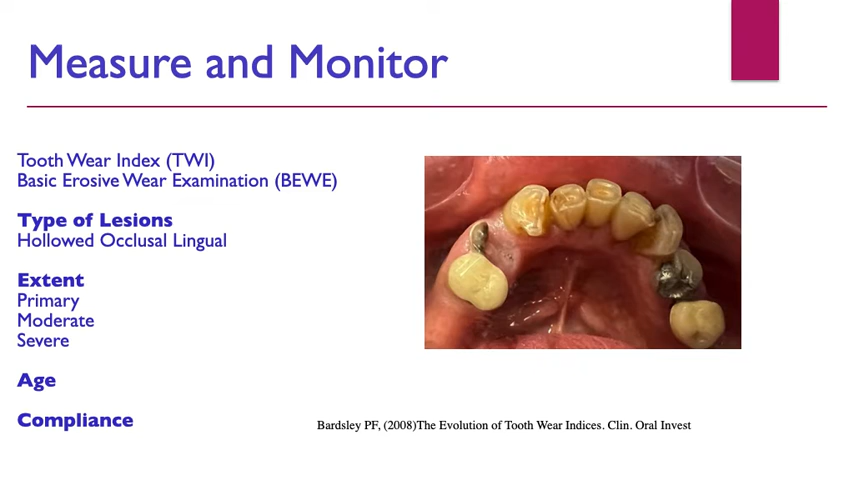 Measure and Monitor
Tooth Wear Index (TWI)
Basic Erosive Wear Examination (BEWE)
Type of Lesions
Hollowed Occlusal Lingual
Extent
Primary
Moderate
Severe
Age
Compliance
Bardsley PF, (2008)The Evolution of Tooth Wear Indices. Clin. Oral Invest